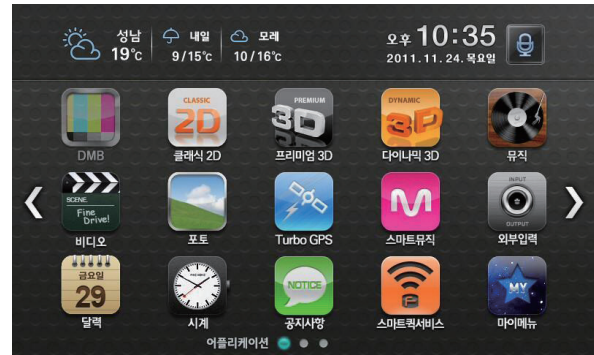 성남 내일 모레
19℃ 9/15℃ 10/16℃
오후 10:35
2011.11.24. 목요일
CLASSIC PREMIUM DYNAMIC
2D 3D 3D
DMB 클래식 2D 프리미엄 3D 다이나믹 3D 뮤직
SCENE INPUT
Fine
Drive!
OUTPUT
비디오 포토 Turbo GPS 스마트뮤직 외부입력
금요일
29 NOTICE MY
달력 시계 공지사항 스마트퀵서비스 마이메뉴
어플리케이션